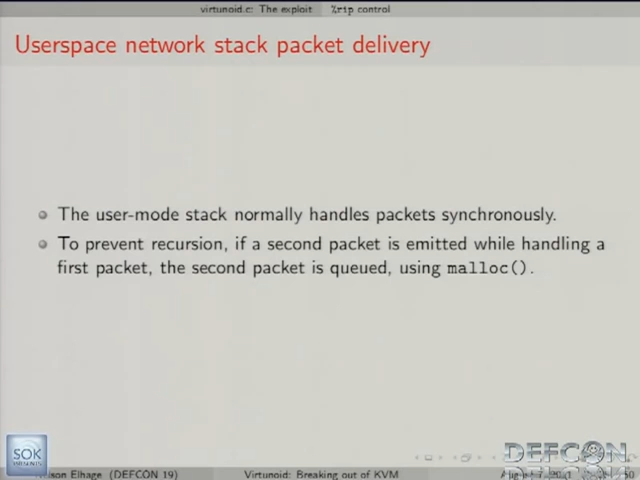 virtunoid.c: The exploit %rip control
Userspace network stack packet delivery
The user-mode stack normally handles packets synchronously.
To prevent recursion, if a second packet is emitted while handling a
first packet, the second packet is queued, using malloc().
SOK
DEFCON
Elhage (DEFCON 19) Virtunoid: Breaking out of KVM